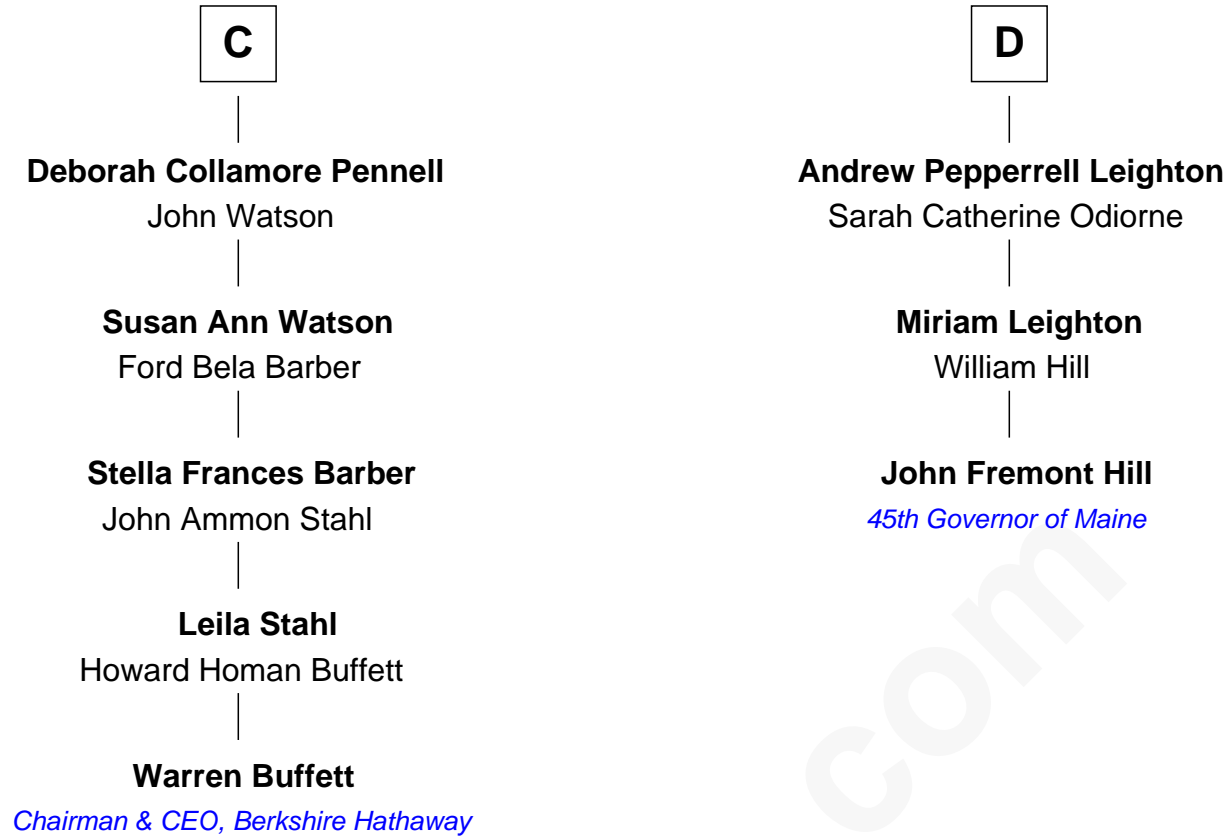 C
Deborah Collamore Pennell
John Watson
Susan Ann Watson
Ford Bela Barber
Stella Frances Barber
John Ammon Stahl
Leila Stahl
Howard Homan Buffett
Warren Buffett
Chairman & CEO, Berkshire Hathaway
D
Andrew Pepperrell Leighton
Sarah Catherine Odiorne
Miriam Leighton
William Hill
John Fremont Hill
45th Governor of Maine
com